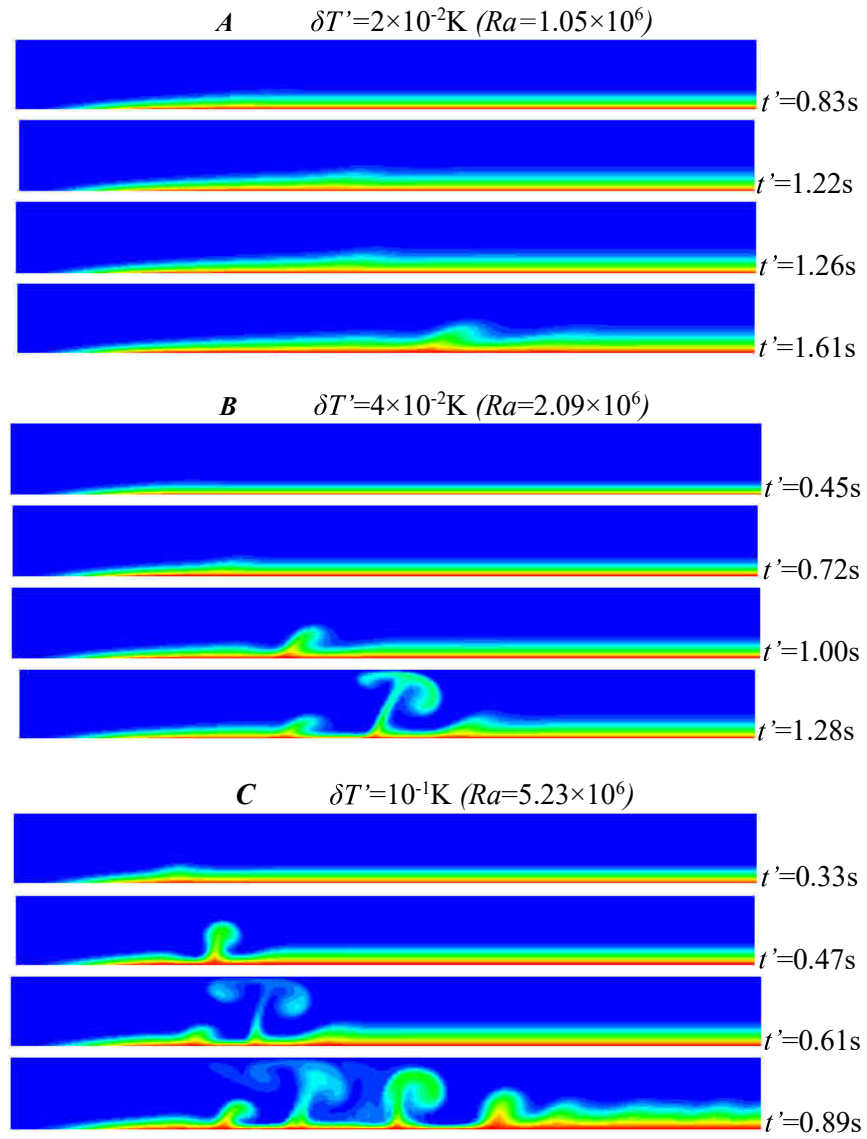 A δT’=2×10⁻²K (Ra=1.05×10⁶)
t’=0.83s
t’=1.22s
t’=1.26s
t’=1.61s
B δT’=4×10⁻²K (Ra=2.09×10⁶)
t’=0.45s
t’=0.72s
t’=1.00s
t’=1.28s
C δT’=10⁻¹K (Ra=5.23×10⁶)
t’=0.33s
t’=0.47s
t’=0.61s
t’=0.89s